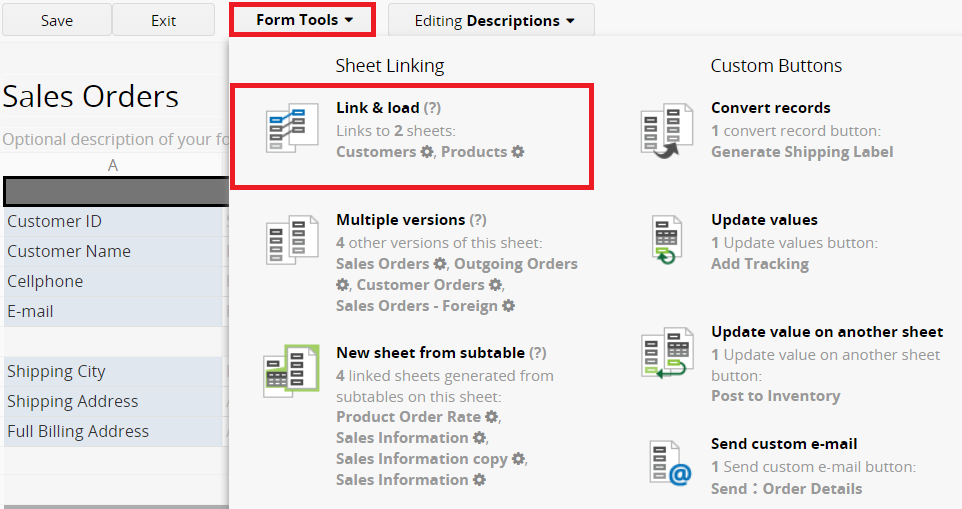 Save
Exit
Form Tools
Editing Descriptions
Sales Orders
Optional description of your fo
A
Customer ID
Customer Name
Cellphone
E-mail
Shipping City
Shipping Address
Full Billing Address
Sheet Linking
Link & load (?)
Links to 2 sheets:
Customers , Products
Multiple versions (?)
4 other versions of this sheet:
Sales Orders , Outgoing Orders
, Customer Orders ,
Sales Orders - Foreign
New sheet from subtable (?)
4 linked sheets generated from
subtables on this sheet:
Product Order Rate ,
Sales Information ,
Sales Information copy ,
Sales Information
Custom Buttons
Convert records
1 convert record button:
Generate Shipping Label
Update values
1 Update values button:
Add Tracking
Update value on another sheet
1 Update value on another sheet
button:
Post to Inventory
Send custom e-mail
1 Send custom e-mail button:
Send：Order Details